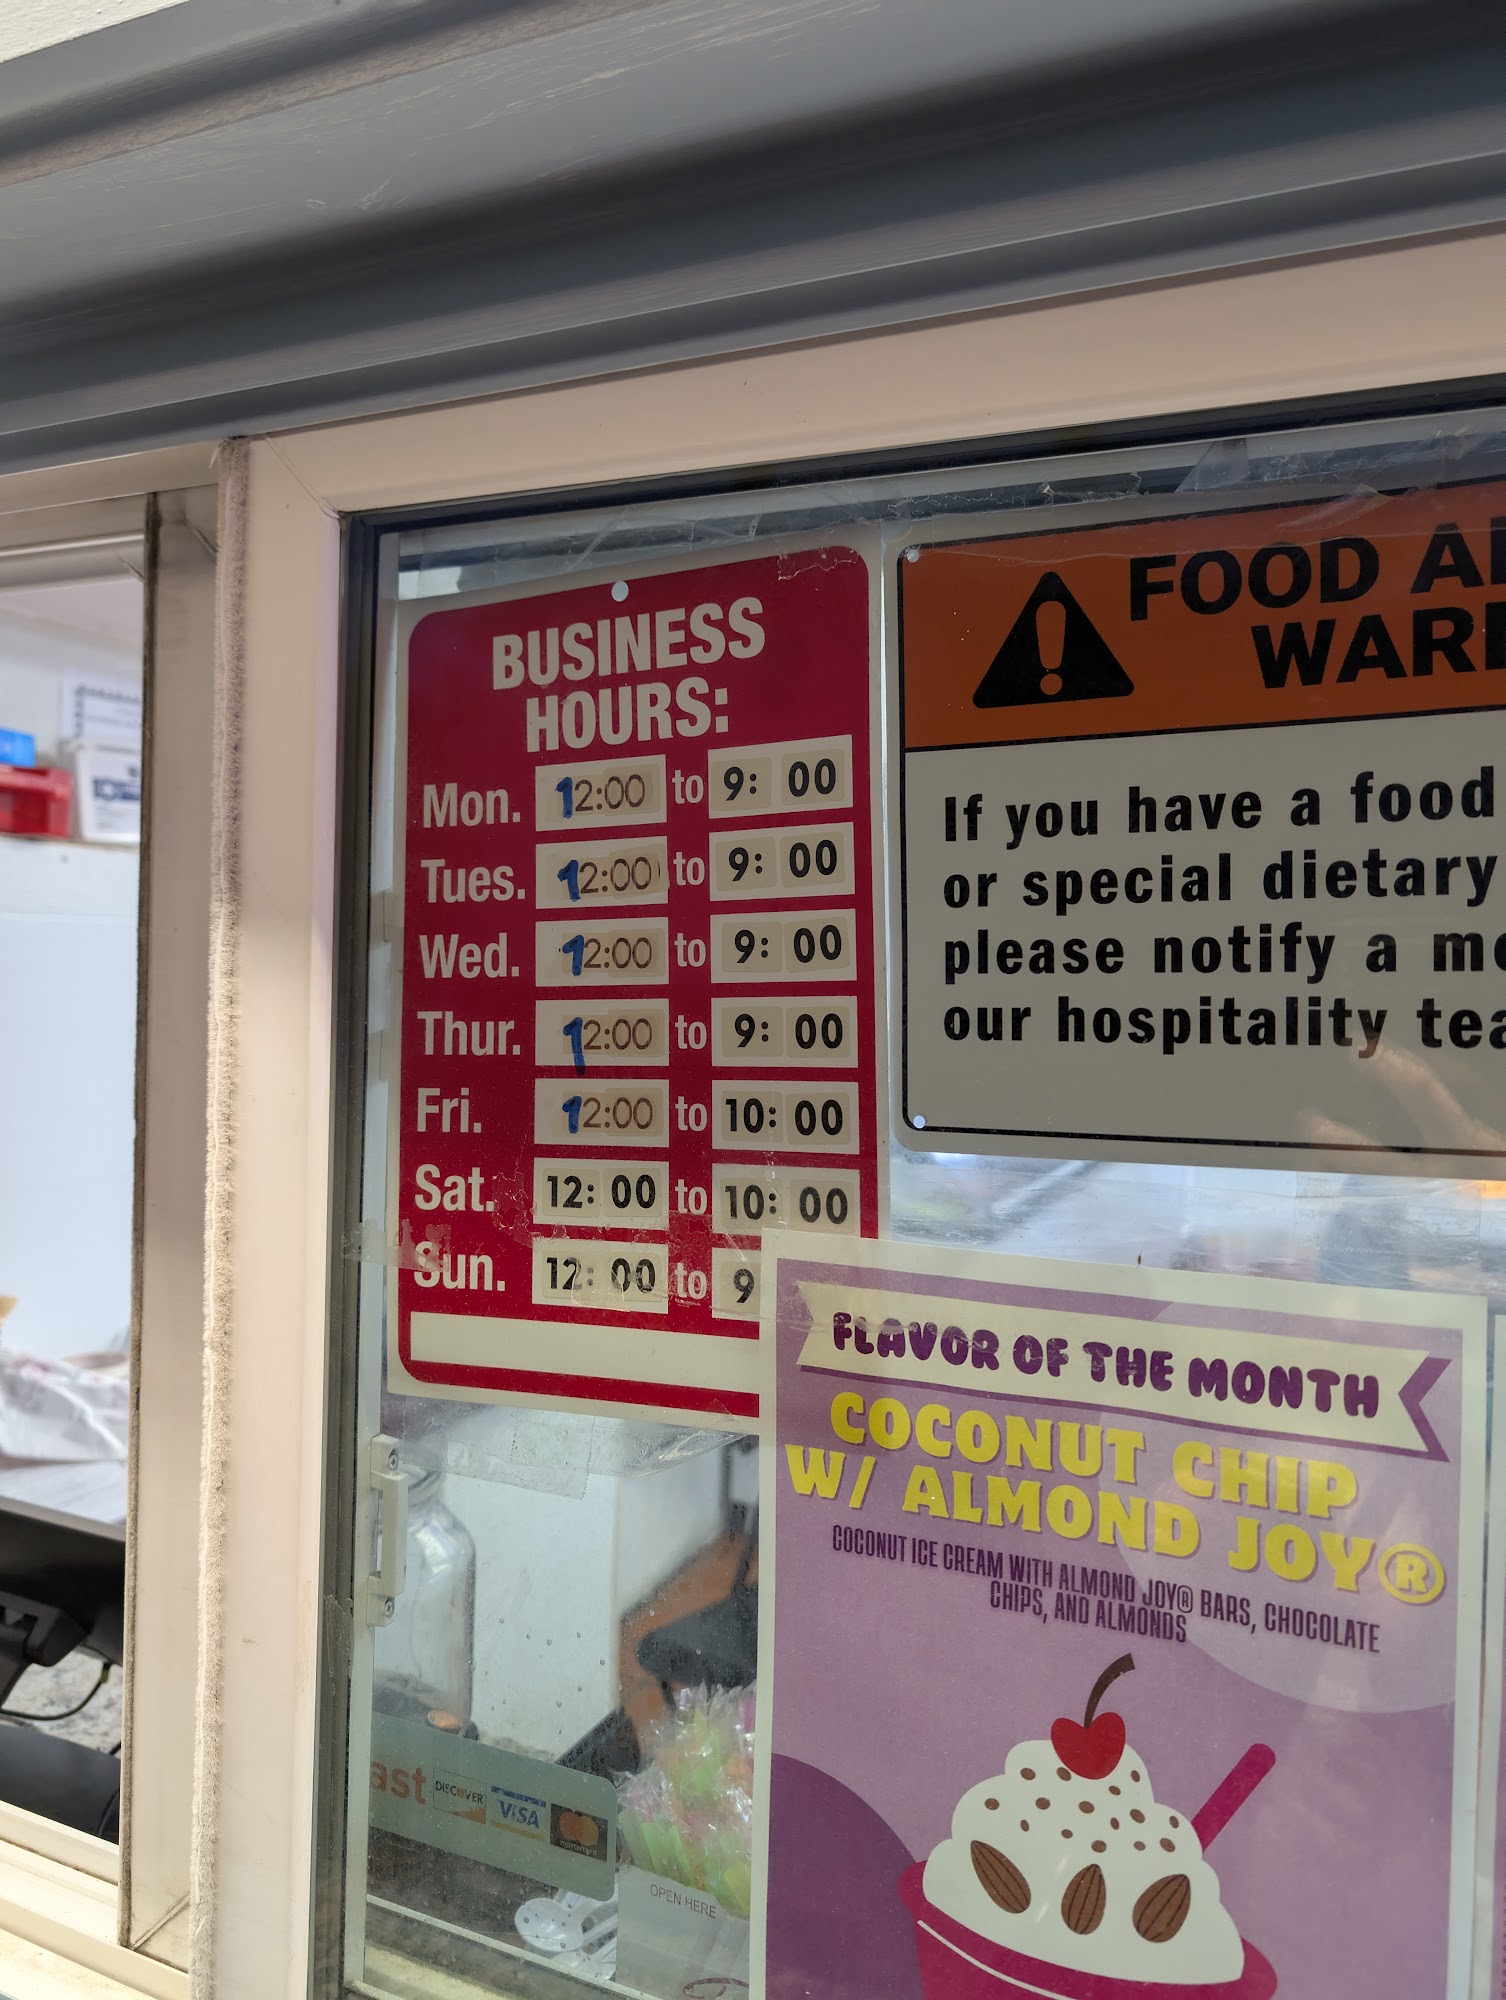 BUSINESS
HOURS:
Mon. 12:00 to 9: 00
Tues. 12:00 to 9: 00
Wed. 12:00 to 9: 00
Thur. 12:00 to 9: 00
Fri. 12:00 to 10: 00
Sat. 12: 00 to 10: 00
Sun. 12: 00 to 9
FOOD
If you have a food
or special dietary
please notify a
our hospitality
FLAVOR OF THE MONTH
COCONUT CHIP
W/ ALMOND JOY®
COCONUT ICE CREAM WITH ALMOND JOY® BARS, CHOCOLATE
CHIPS, AND ALMONDS
DISCOVER
VISA
mastercard
OPEN HERE